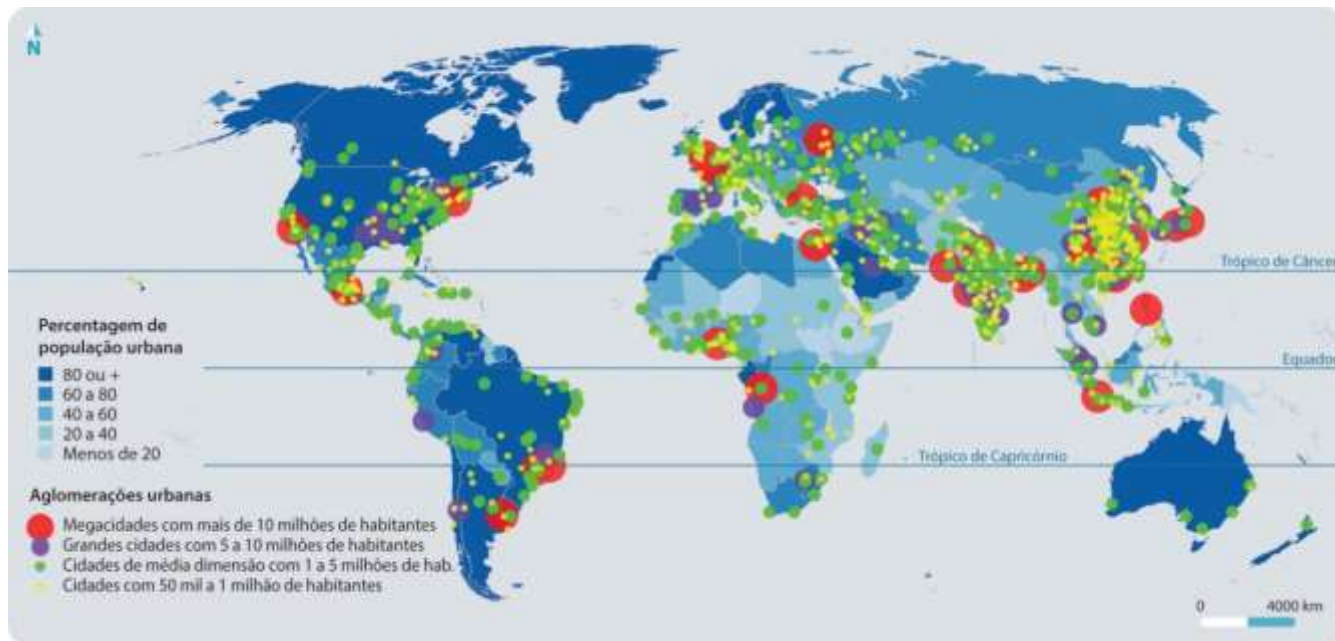 N
Trópico de Cânce
Percentagem de
população urbana
80 ou +
60 a 80
40 a 60
20 a 40
Menos de 20
Equado
Trópico de Capricórnio
Aglomerações urbanas
Megacidades com mais de 10 milhões de habitantes
Grandes cidades com 5 a 10 milhões de habitantes
Cidades de média dimensão com 1 a 5 milhões de hab.
Cidades com 50 mil a 1 milhão de habitantes
0 4000 km